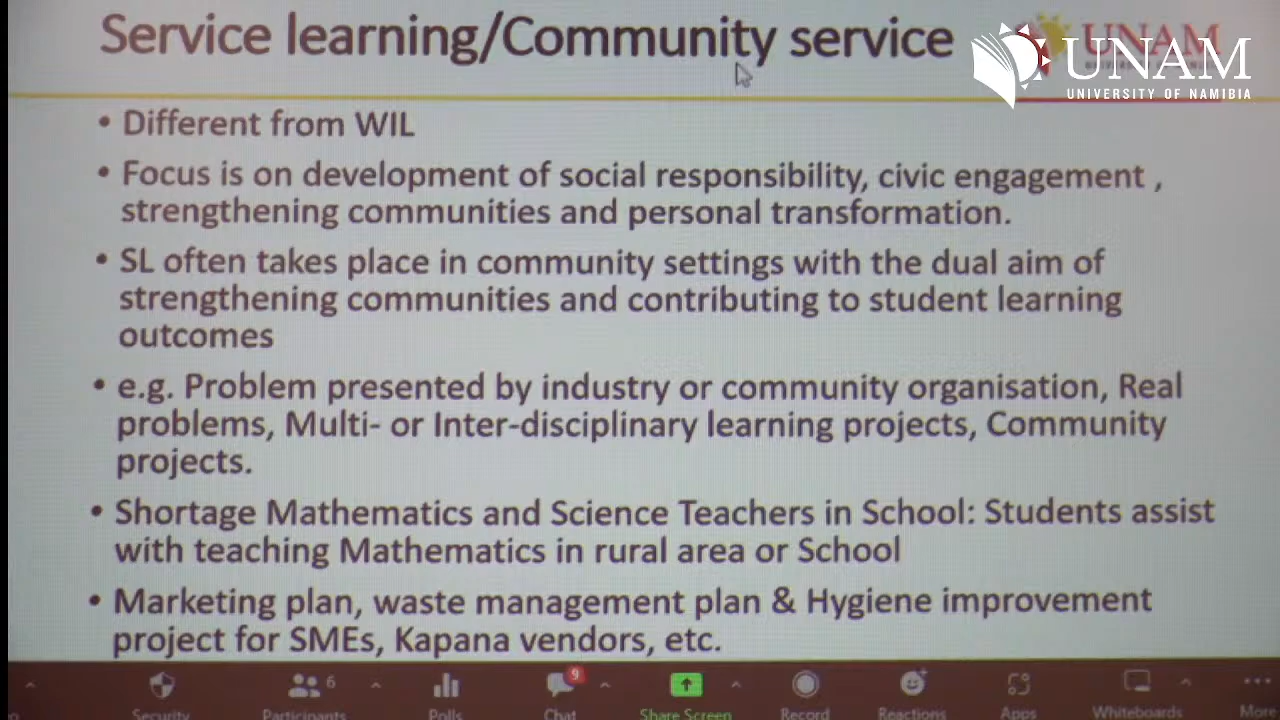 Service learning/Community service
UNAM
UNIVERSITY OF NAMIBIA
• Different from WIL
• Focus is on development of social responsibility, civic engagement ,
strengthening communities and personal transformation.
• SL often takes place in community settings with the dual aim of
strengthening communities and contributing to student learning
outcomes
• e.g. Problem presented by industry or community organisation, Real
problems, Multi- or Inter-disciplinary learning projects, Community
projects.
• Shortage Mathematics and Science Teachers in School: Students assist
with teaching Mathematics in rural area or School
• Marketing plan, waste management plan & Hygiene improvement
project for SMEs, Kapana vendors, etc.
6
9
Security
Participants
Polls
Chat
Share Screen
Record
Reactions
Apps
Whiteboards
More